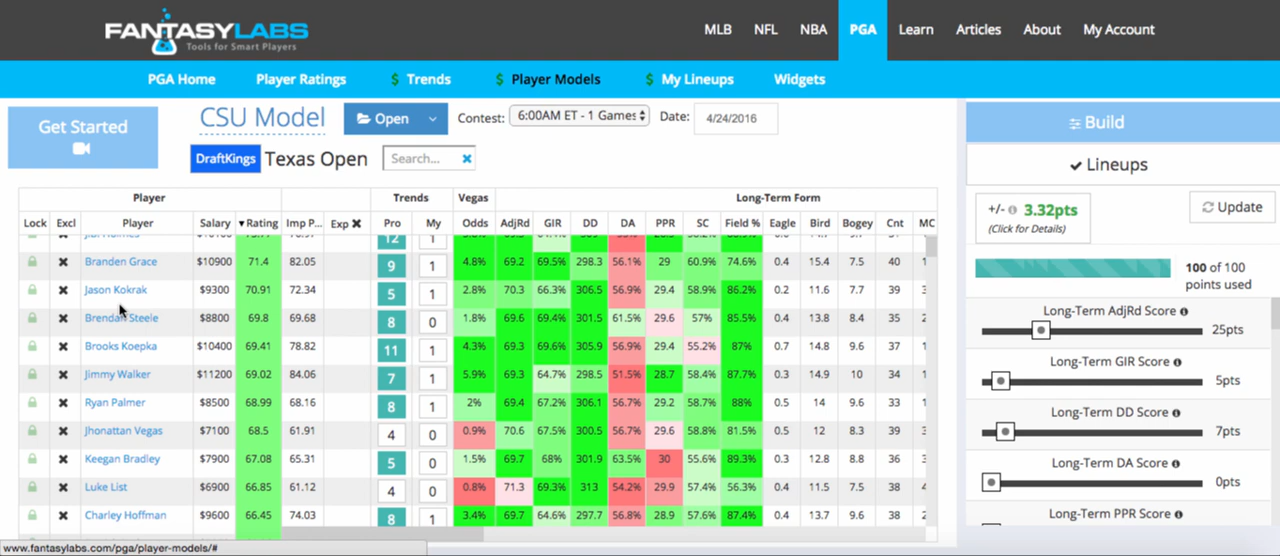 FANTASYLABS
Tools for Smart Players
MLB NFL NBA PGA Learn Articles About My Account
PGA Home Player Ratings $ Trends $ Player Models $ My Lineups Widgets
Get Started
CSU Model Open Contest: 6:00AM ET - 1 Games Date: 4/24/2016
DraftKings Texas Open Search...
Build
Lineups
+/- 3.32pts
(Click for Details)
Update
100 of 100
points used
Player Trends Vegas Long-Term Form
Lock Excl Player Salary ▼Rating Imp P... Exp ✖ Pro My Odds AdjRd GIR DD DA PPR SC Field % Eagle Bird Bogey Cnt MC
12 1
Branden Grace $10900 71.4 82.05 9 1 4.8% 69.2 69.5% 298.3 56.1% 29 60.9% 74.6% 0.4 15.4 7.5 40
Jason Kokrak $9300 70.91 72.34 5 1 2.8% 70.3 66.3% 306.5 56.9% 29.4 58.9% 86.2% 0.2 11.6 7.7 39
Brendan Steele $8800 69.8 69.68 8 0 1.8% 69.6 69.4% 301.5 61.5% 29.6 57% 85.5% 0.4 13.8 8.4 35
Brooks Koepka $10400 69.41 78.82 11 1 4.3% 69.3 69.6% 305.9 56.9% 29.4 55.2% 87% 0.7 14.8 9.6 37
Jimmy Walker $11200 69.02 84.06 7 1 5.9% 69.3 64.7% 298.5 51.5% 28.7 58.4% 87.7% 0.3 14.9 10 34
Ryan Palmer $8500 68.99 68.16 8 1 2% 69.4 67.2% 306.1 56.7% 29.2 58.7% 88% 0.5 14 9.6 33
Jhonattan Vegas $7100 68.5 61.91 4 0 0.9% 70.6 67.5% 300.5 56.7% 29.6 58.8% 81.5% 0.5 12 8.3 39
Keegan Bradley $7900 67.08 65.31 5 0 1.5% 69.7 68% 301.9 63.5% 30 55.6% 89.3% 0.3 12.8 8.8 36
Luke List $6900 66.85 61.12 4 0 0.8% 71.3 69.3% 313 54.2% 29.9 57.4% 56.3% 0.4 11.5 7.5 38
Charley Hoffman $9600 66.45 74.03 8 1 3.4% 69.7 64.6% 297.7 56.8% 28.9 57.6% 87.4% 0.4 13.7 9.6 38
Long-Term AdjRd Score
25pts
Long-Term GIR Score
5pts
Long-Term DD Score
7pts
Long-Term DA Score
0pts
Long-Term PPR Score
www.fantasylabs.com/pga/player-models/#